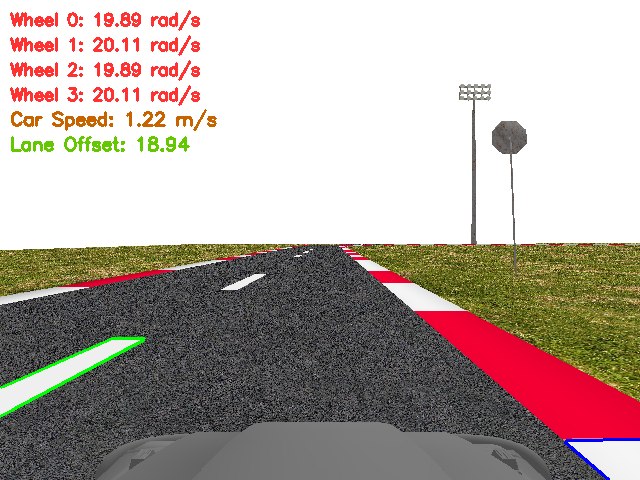 Wheel 0: 19.89 rad/s
Wheel 1: 20.11 rad/s
Wheel 2: 19.89 rad/s
Wheel 3: 20.11 rad/s
Car Speed: 1.22 m/s
Lane Offset: 18.94